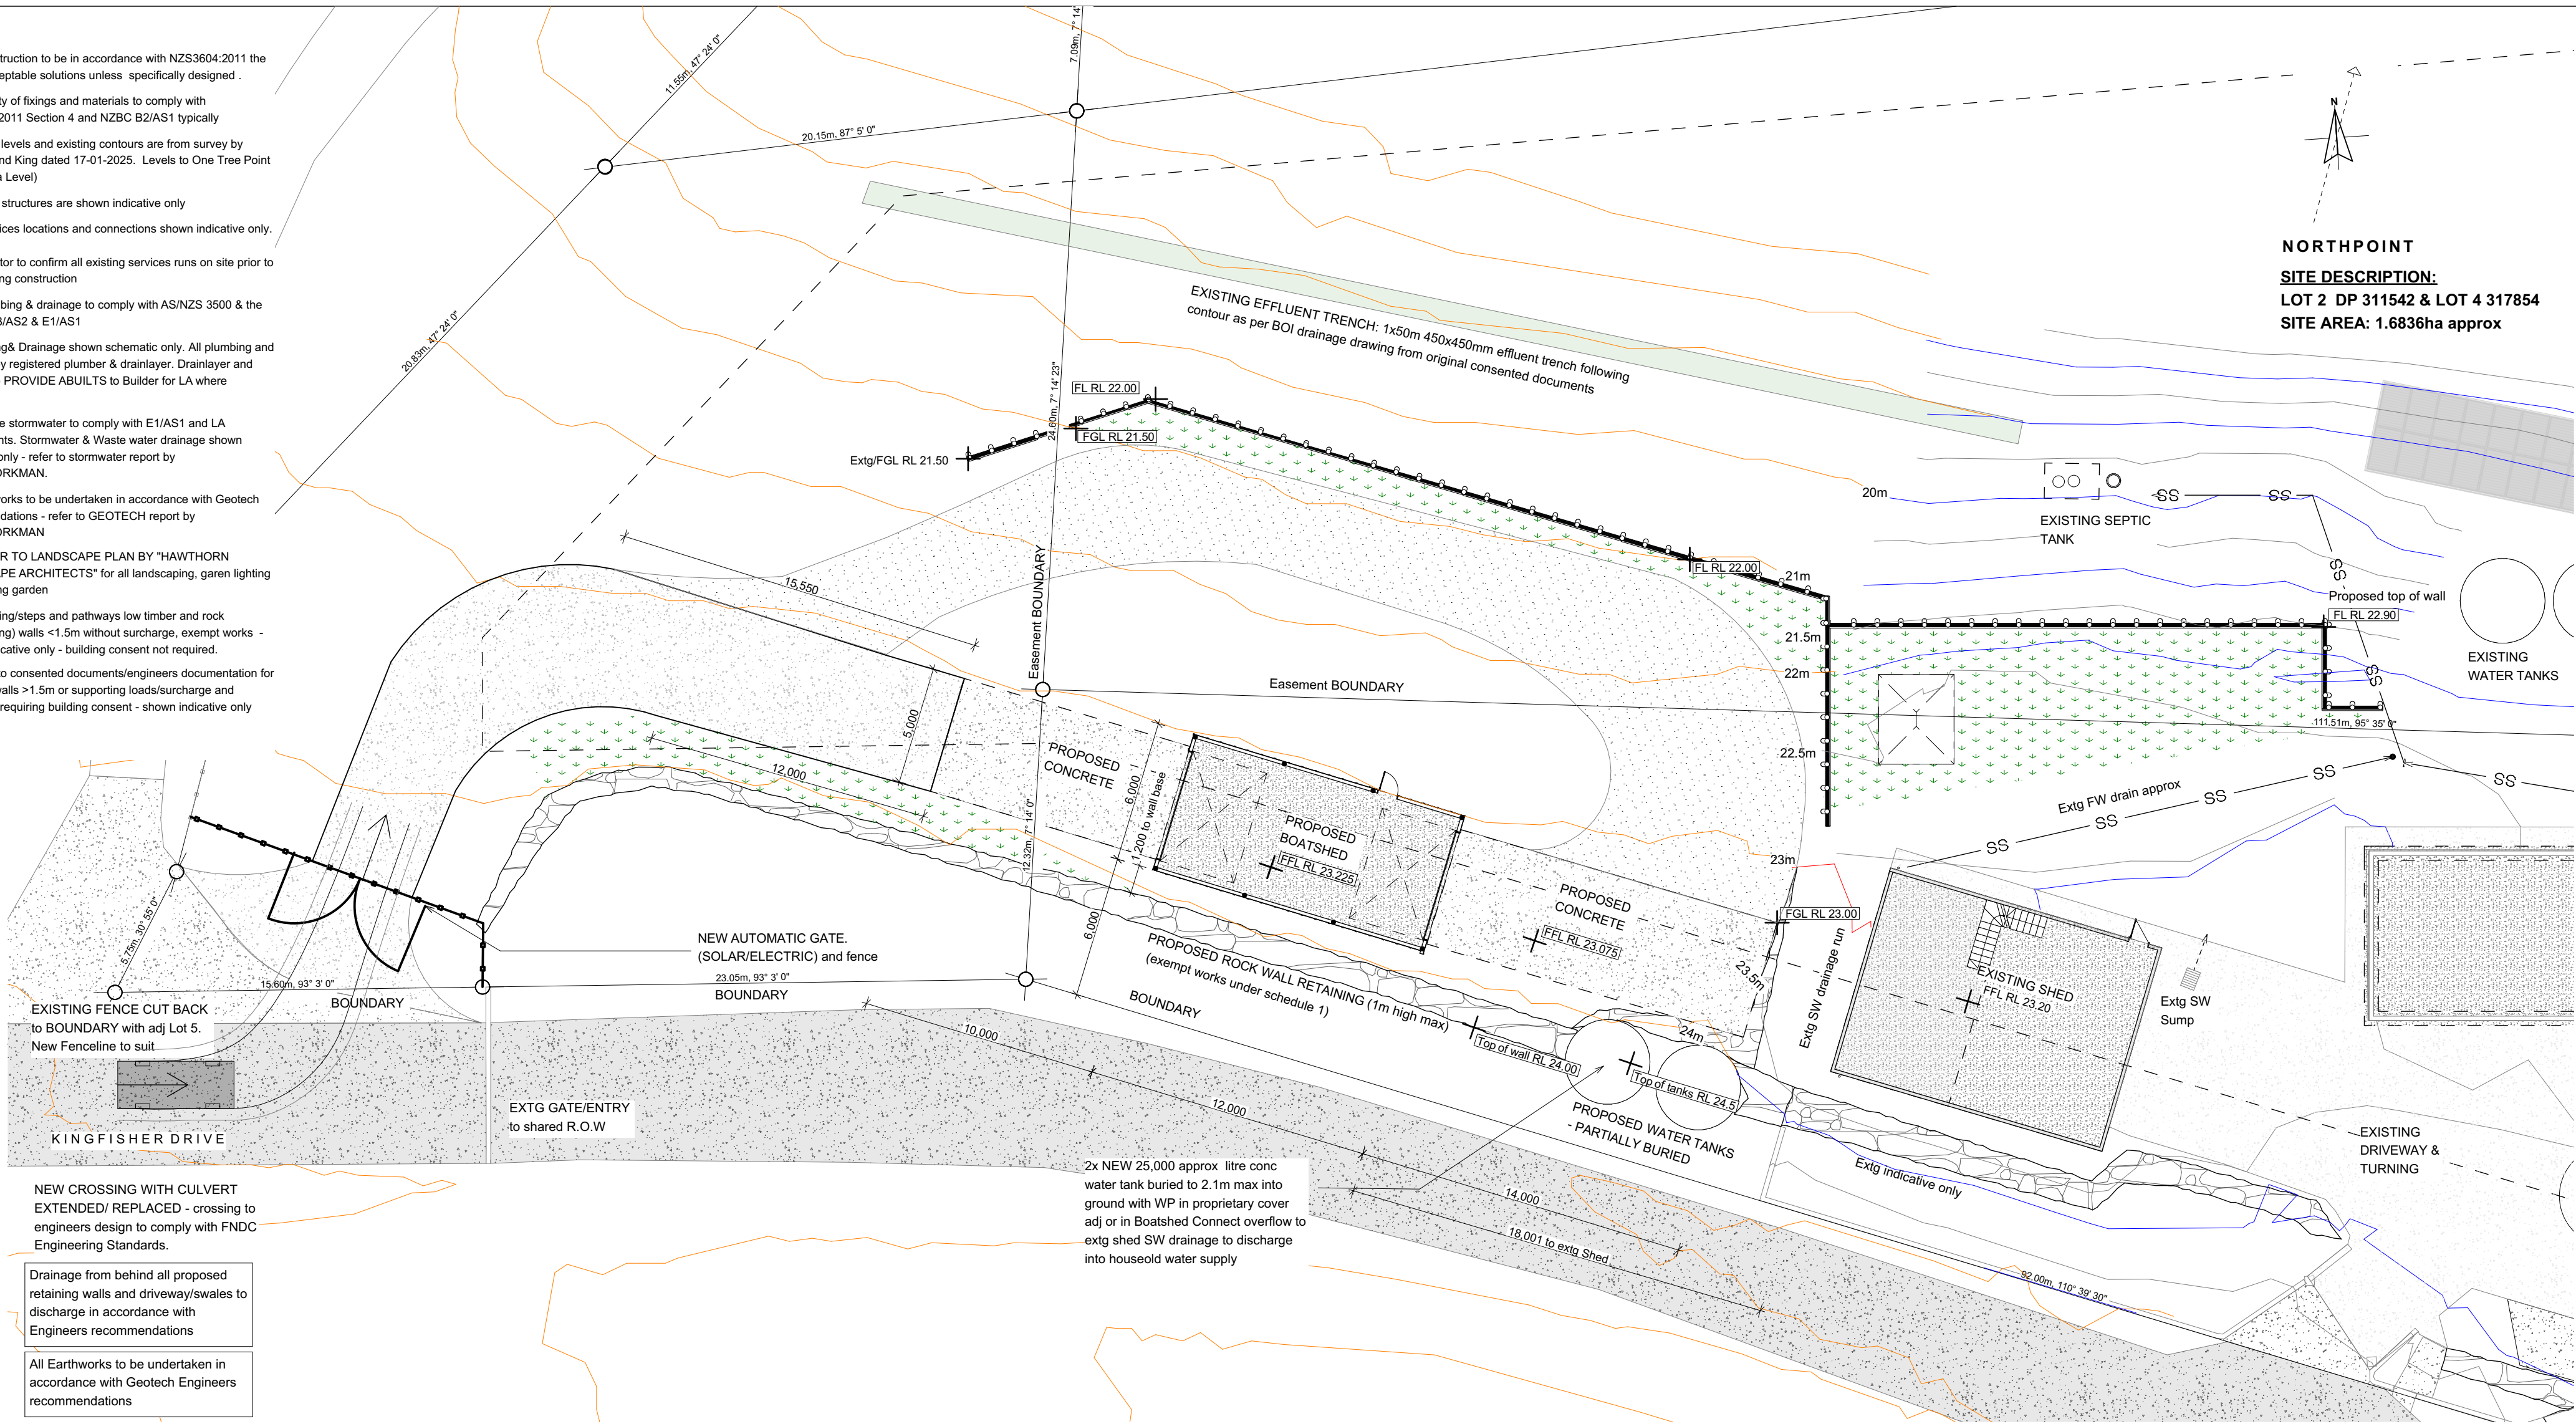 truction to be in accordance with NZS3604:2011 the
eptable solutions unless specifically designed .
ty of fixings and materials to comply with
2011 Section 4 and NZBC B2/AS1 typically
levels and existing contours are from survey by
nd King dated 17-01-2025. Levels to One Tree Point
a Level)
structures are shown indicative only
ices locations and connections shown indicative only.
tor to confirm all existing services runs on site prior to
ng construction
bing & drainage to comply with AS/NZS 3500 & the
3/AS2 & E1/AS1
g& Drainage shown schematic only. All plumbing and
y registered plumber & drainlayer. Drainlayer and
PROVIDE ABUILTS to Builder for LA where
e stormwater to comply with E1/AS1 and LA
nts. Stormwater & Waste water drainage shown
only - refer to stormwater report by
ORKMAN.
orks to be undertaken in accordance with Geotech
dations - refer to GEOTECH report by
ORKMAN
R TO LANDSCAPE PLAN BY "HAWTHORN
APE ARCHITECTS" for all landscaping, garen lighting
ng garden
ing/steps and pathways low timber and rock
ng) walls <1.5m without surcharge, exempt works -
icative only - building consent not required.
to consented documents/engineers documentation for
walls >1.5m or supporting loads/surcharge and
requiring building consent - shown indicative only
11.55m, 47° 24' 0"
7.09m, 7° 14'
20.15m, 87° 5' 0"
20.83m, 47° 24' 0"
24.60m, 7° 14' 23"
N
NORTHPOINT
SITE DESCRIPTION:
LOT 2 DP 311542 & LOT 4 317854
SITE AREA: 1.6836ha approx
EXISTING EFFLUENT TRENCH: 1x50m 450x450mm effluent trench following
contour as per BOI drainage drawing from original consented documents
FL RL 22.00
FGL RL 21.50
Extg/FGL RL 21.50
FL RL 22.00
20m
21m
21.5m
22m
22.5m
23m
23.5m
24m
EXISTING SEPTIC
TANK
SS
SS
SS
SS
SS
SS
SS
SS
SS
SS
Proposed top of wall
FL RL 22.90
EXISTING
WATER TANKS
111.51m, 95° 35' 0"
Easement BOUNDARY
Easement BOUNDARY
15,550
5,000
12,000
PROPOSED
CONCRETE
6,000
1,200 to wall base
12.32m, 7° 14' 0"
6,000
PROPOSED
BOATSHED
FFL RL 23.225
PROPOSED
CONCRETE
FFL RL 23.075
FGL RL 23.00
Extg FW drain approx
Extg SW drainage run
EXISTING SHED
FFL RL 23.20
Extg SW
Sump
EXISTING
DRIVEWAY &
TURNING
NEW AUTOMATIC GATE.
(SOLAR/ELECTRIC) and fence
5.75m, 30° 55' 0"
15.60m, 93° 3' 0"
BOUNDARY
23.05m, 93° 3' 0"
BOUNDARY
BOUNDARY
PROPOSED ROCK WALL RETAINING (1m high max)
(exempt works under schedule 1)
Top of wall RL 24.00
Top of tanks RL 24.5
PROPOSED WATER TANKS
- PARTIALLY BURIED
Extg indicative only
10,000
12,000
14,000
18,001 to extg Shed
92.00m, 110° 39' 30"
EXISTING FENCE CUT BACK
to BOUNDARY with adj Lot 5.
New Fenceline to suit
KINGFISHER DRIVE
EXTG GATE/ENTRY
to shared R.O.W
2x NEW 25,000 approx litre conc
water tank buried to 2.1m max into
ground with WP in proprietary cover
adj or in Boatshed Connect overflow to
extg shed SW drainage to discharge
into houseold water supply
NEW CROSSING WITH CULVERT
EXTENDED/ REPLACED - crossing to
engineers design to comply with FNDC
Engineering Standards.
Drainage from behind all proposed
retaining walls and driveway/swales to
discharge in accordance with
Engineers recommendations
All Earthworks to be undertaken in
accordance with Geotech Engineers
recommendations